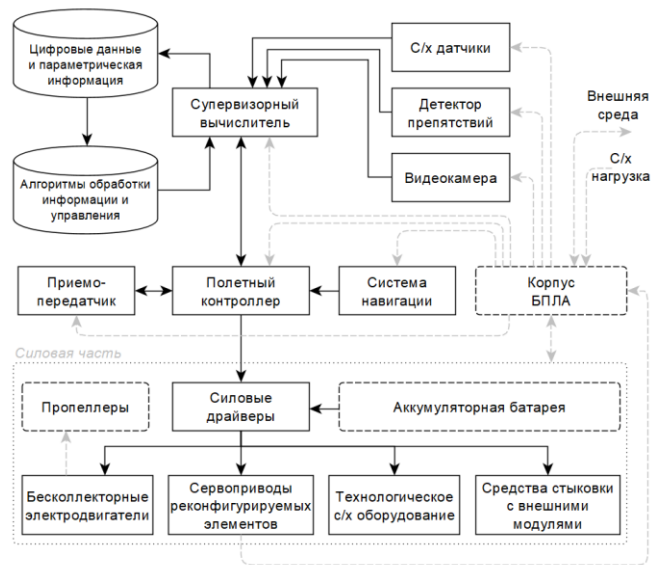 Цифровые данные
и параметрическая
информация
С/х датчики
Супервизорный
вычислитель
Детектор
препятствий
Внешняя
среда
С/х
нагрузка
Алгоритмы обработки
информации и
управления
Видеокамера
Приемо-
передатчик
Полетный
контроллер
Система
навигации
Корпус
БПЛА
Силовая часть
Пропеллеры
Силовые
драйверы
Аккумуляторная батарея
Бесколлекторные
электродвигатели
Сервоприводы
реконфигурируемых
элементов
Технологическое
с/х оборудование
Средства стыковки
с внешними
модулями